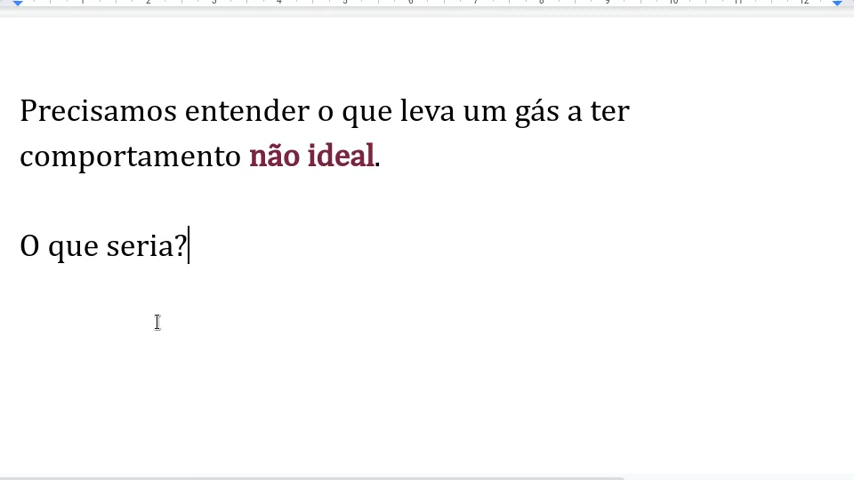 Precisamos entender o que leva um gás a ter
comportamento não ideal.
O que seria?